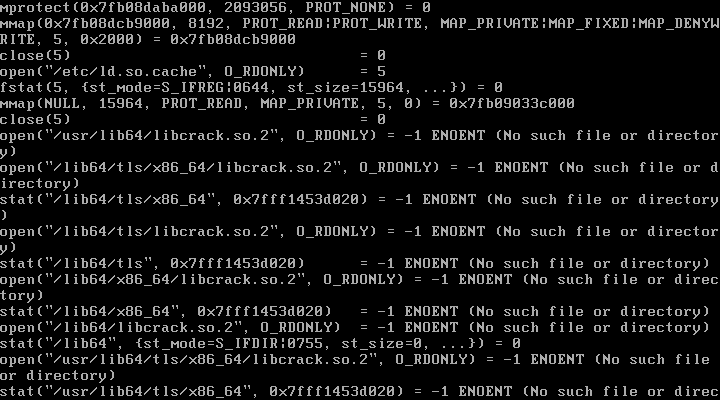 mprotect(0x7fb08daba000, 2093056, PROT_NONE) = 0
mmap(0x7fb08dcb9000, 8192, PROT_READ|PROT_WRITE, MAP_PRIVATE|MAP_FIXED|MAP_DENYW
RITE, 5, 0x2000) = 0x7fb08dcb9000
close(5)                                = 0
open("/etc/ld.so.cache", O_RDONLY)      = 5
fstat(5, {st_mode=S_IFREG|0644, st_size=15964, ...}) = 0
mmap(NULL, 15964, PROT_READ, MAP_PRIVATE, 5, 0) = 0x7fb09033c000
close(5)                                = 0
open("/usr/lib64/libcrack.so.2", O_RDONLY) = -1 ENOENT (No such file or director
y)
open("/lib64/tls/x86_64/libcrack.so.2", O_RDONLY) = -1 ENOENT (No such file or d
irectory)
stat("/lib64/tls/x86_64", 0x7fff1453d020) = -1 ENOENT (No such file or directory
)
open("/lib64/tls/libcrack.so.2", O_RDONLY) = -1 ENOENT (No such file or director
y)
stat("/lib64/tls", 0x7fff1453d020)      = -1 ENOENT (No such file or directory)
open("/lib64/x86_64/libcrack.so.2", O_RDONLY) = -1 ENOENT (No such file or direc
tory)
stat("/lib64/x86_64", 0x7fff1453d020)   = -1 ENOENT (No such file or directory)
open("/lib64/libcrack.so.2", O_RDONLY)  = -1 ENOENT (No such file or directory)
stat("/lib64", {st_mode=S_IFDIR|0755, st_size=0, ...}) = 0
open("/usr/lib64/tls/x86_64/libcrack.so.2", O_RDONLY) = -1 ENOENT (No such file
or directory)
stat("/usr/lib64/tls/x86_64", 0x7fff1453d020) = -1 ENOENT (No such file or direc